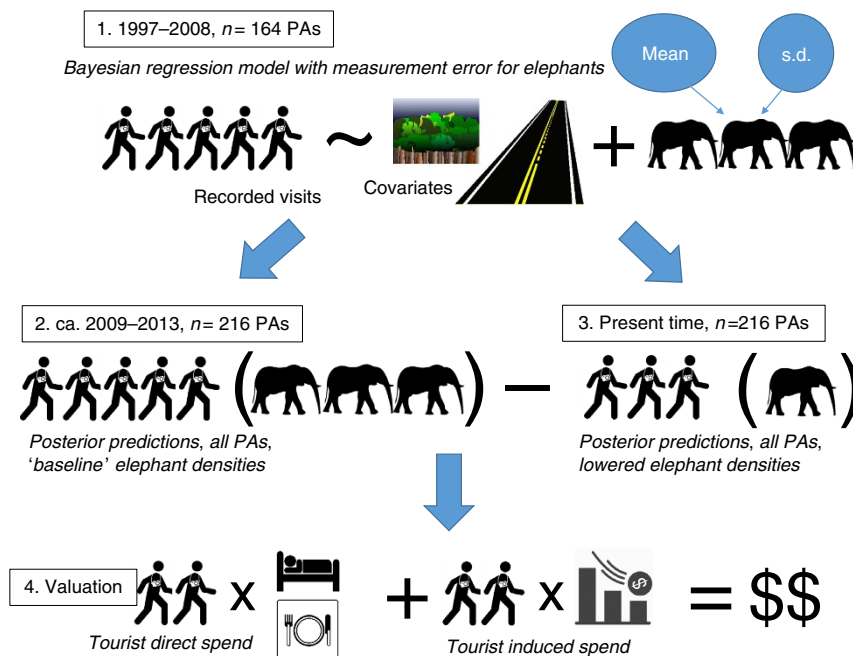 1. 1997–2008, n= 164 PAs
Bayesian regression model with measurement error for elephants
Mean
s.d.
~
+
Recorded visits
Covariates
2. ca. 2009–2013, n= 216 PAs
3. Present time, n=216 PAs
( ) – ( )
Posterior predictions, all PAs,
‘baseline’ elephant densities
Posterior predictions, all PAs,
lowered elephant densities
4. Valuation
x + x $ = $$
Tourist direct spend
Tourist induced spend